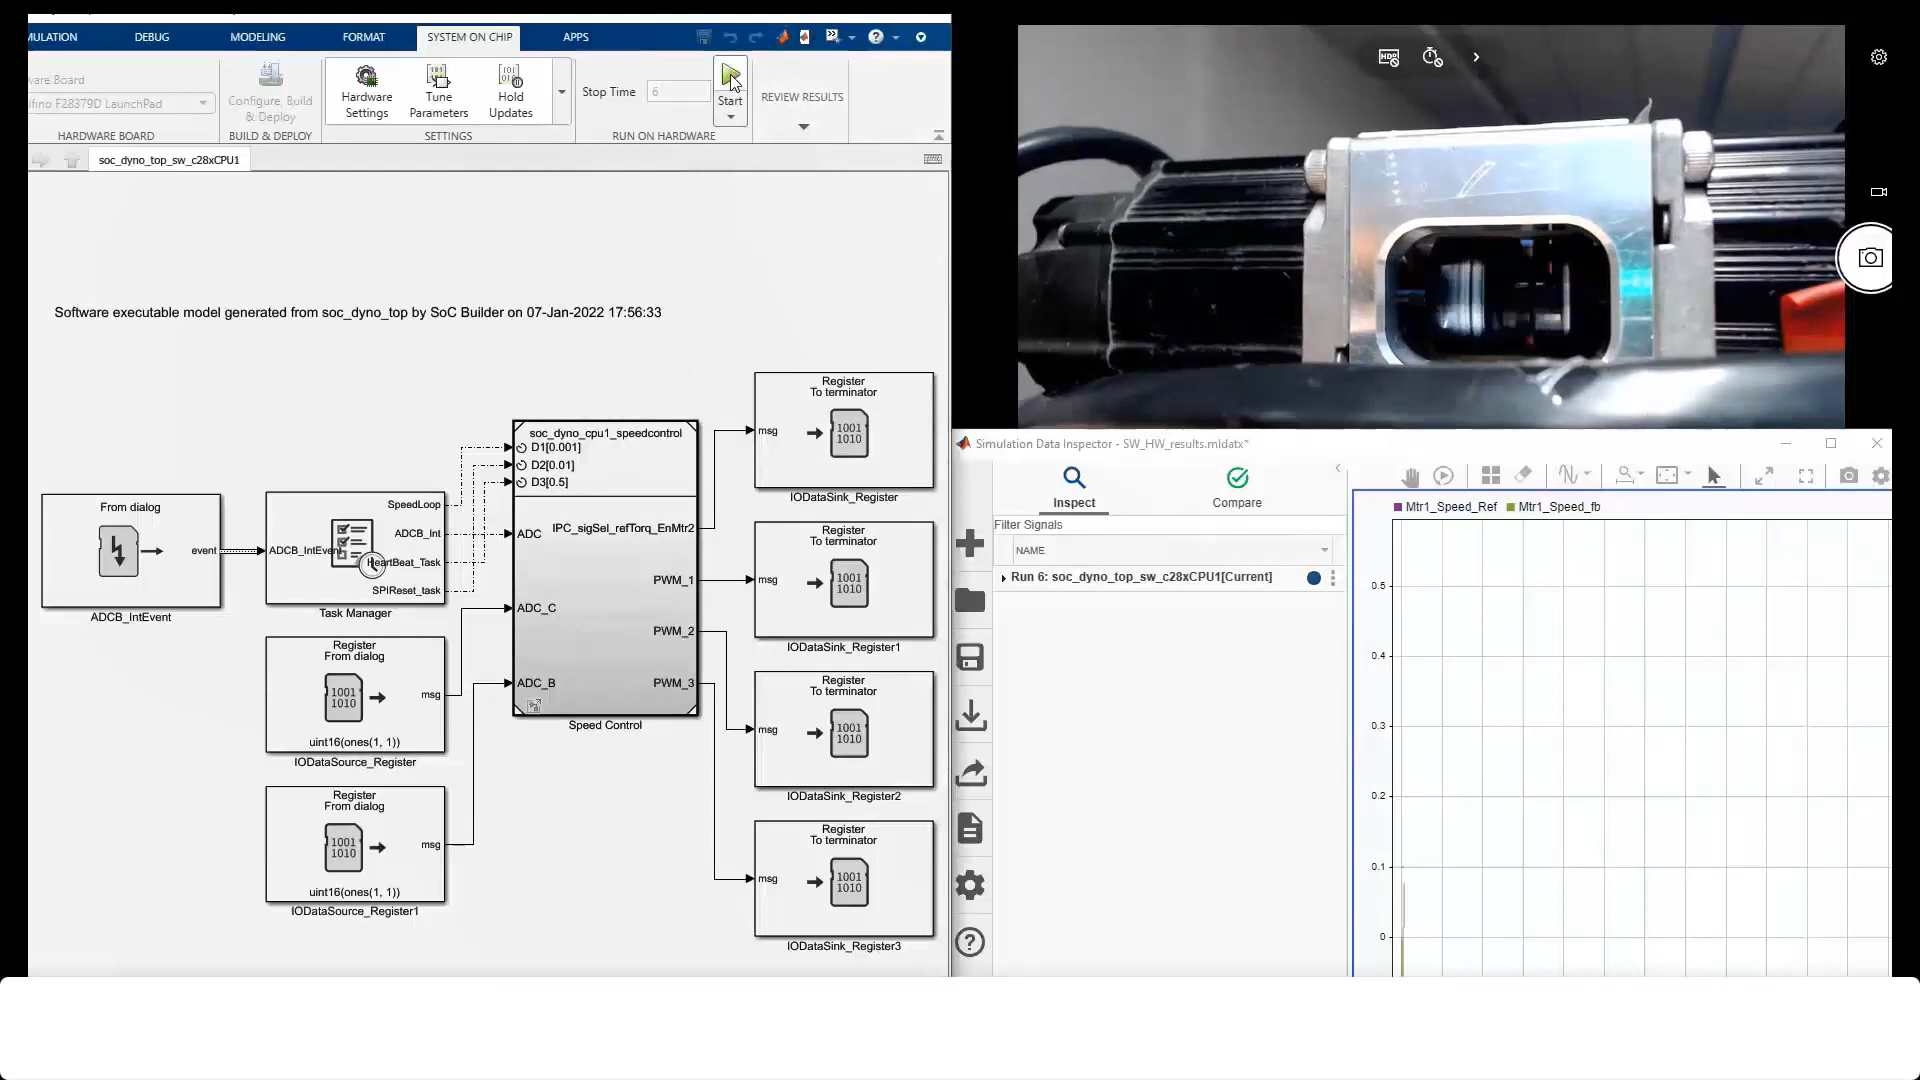 MULATION DEBUG MODELING FORMAT SYSTEM ON CHIP APPS
ware Board
lfino F28379D LaunchPad
Configure, Build
& Deploy
Hardware
Settings
Tune
Parameters
Hold
Updates
Stop Time 6
Start
REVIEW RESULTS
HARDWARE BOARD BUILD & DEPLOY SETTINGS RUN ON HARDWARE
soc_dyno_top_sw_c28xCPU1
Software executable model generated from soc_dyno_top by SoC Builder on 07-Jan-2022 17:56:33
From dialog
event
ADCB_IntEvent
ADCB_IntEvent
SpeedLoop
ADCB_Int
HeartBeat_Task
SPIReset_task
Task Manager
Register
From dialog
1001
1010
msg
uint16(ones(1, 1))
IODataSource_Register
Register
From dialog
1001
1010
msg
uint16(ones(1, 1))
IODataSource_Register1
soc_dyno_cpu1_speedcontrol
D1[0.001]
D2[0.01]
D3[0.5]
IPC_sigSel_refTorq_EnMtr2
ADC
PWM_1
ADC_C
PWM_2
ADC_B
PWM_3
Speed Control
Register
To terminator
msg
1001
1010
IODataSink_Register
Register
To terminator
msg
1001
1010
IODataSink_Register1
Register
To terminator
msg
1001
1010
IODataSink_Register2
Register
To terminator
msg
1001
1010
IODataSink_Register3
HDR
Simulation Data Inspector - SW_HW_results.mldatx*
Inspect Compare
Filter Signals
NAME
Run 6: soc_dyno_top_sw_c28xCPU1[Current]
Mtr1_Speed_Ref Mtr1_Speed_fb
0.5
0.4
0.3
0.2
0.1
0